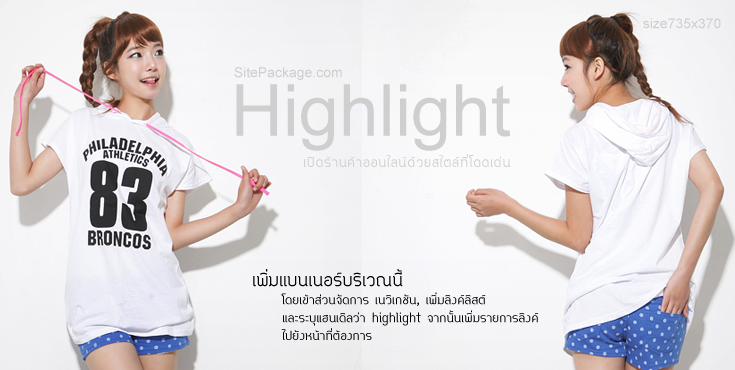 size735x370
SitePackage.com
Highlight
เปิดร้านค้าออนไลน์ด้วยสไตล์ที่โดดเด่น
PHILADELPHIA
ATHLETICS
83
BRONCOS
เพิ่มแบนเนอร์บริเวณนี้
โดยเข้าส่วนจัดการ เนวิเกชัน, เพิ่มลิงค์ลิสต์
และระบุแฮนเดิลว่า highlight จากนั้นเพิ่มรายการลิงค์
ไปยังหน้าที่ต้องการ